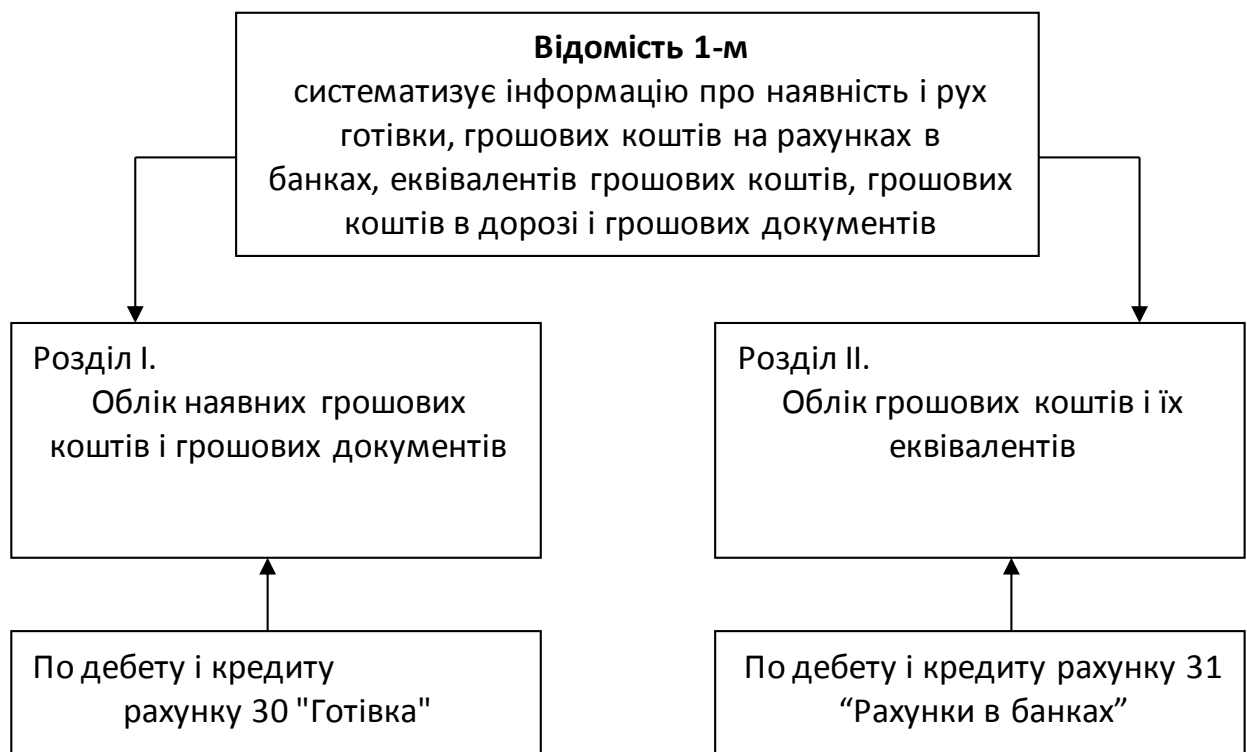 Відомість 1-м
систематизує інформацію про наявність і рух
готівки, грошових коштів на рахунках в
банках, еквівалентів грошових коштів, грошових
коштів в дорозі і грошових документів
Розділ І.
Облік наявних грошових
коштів і грошових документів
Розділ ІІ.
Облік грошових коштів і їх
еквівалентів
По дебету і кредиту
рахунку 30 "Готівка"
По дебету і кредиту рахунку 31
“Рахунки в банках”